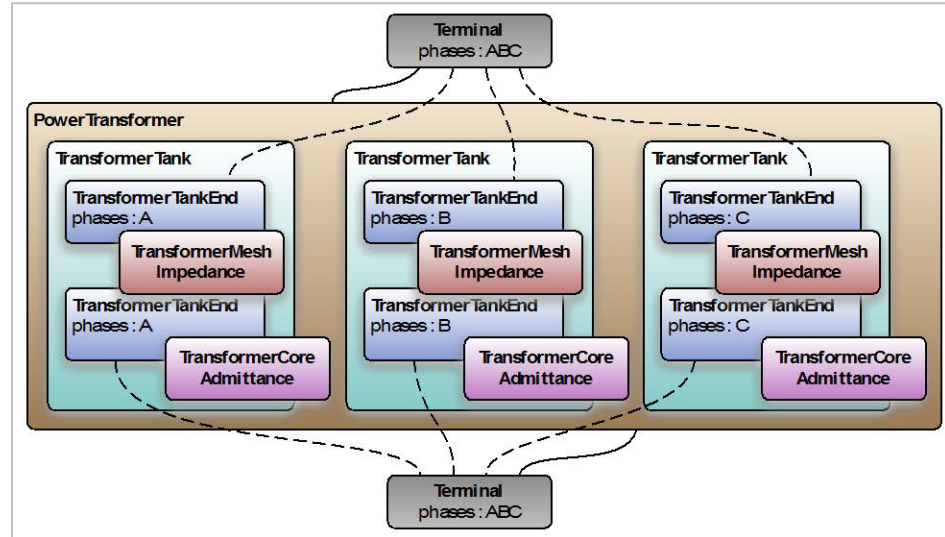 Terminal
phases : ABC
PowerTransformer
TransformerTank
TransformerTankEnd
phases : A
TransformerMesh
Impedance
TransformerTankEnd
phases : A
TransformerCore
Admittance
TransformerTank
TransformerTankEnd
phases : B
TransformerMesh
Impedance
TransformerTankEnd
phases : B
TransformerCore
Admittance
TransformerTank
TransformerTankEnd
phases : C
TransformerMesh
Impedance
TransformerTankEnd
phases : C
TransformerCore
Admittance
Terminal
phases : ABC